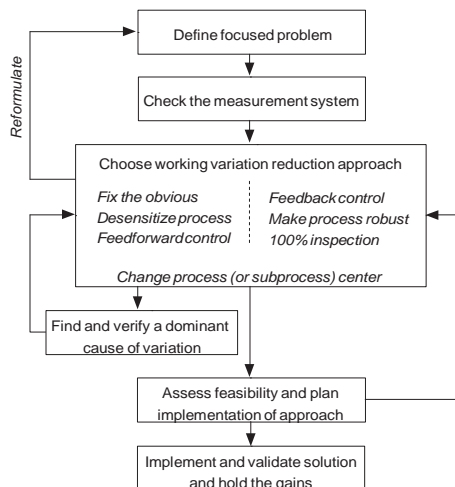 Define focused problem
Reformulate
Check the measurement system
Choose working variation reduction approach
Fix the obvious
Desensitize process
Feedforward control
Feedback control
Make process robust
100% inspection
Change process (or subprocess) center
Find and verify a dominant
cause of variation
Assess feasibility and plan
implementation of approach
Implement and validate solution
and hold the gains